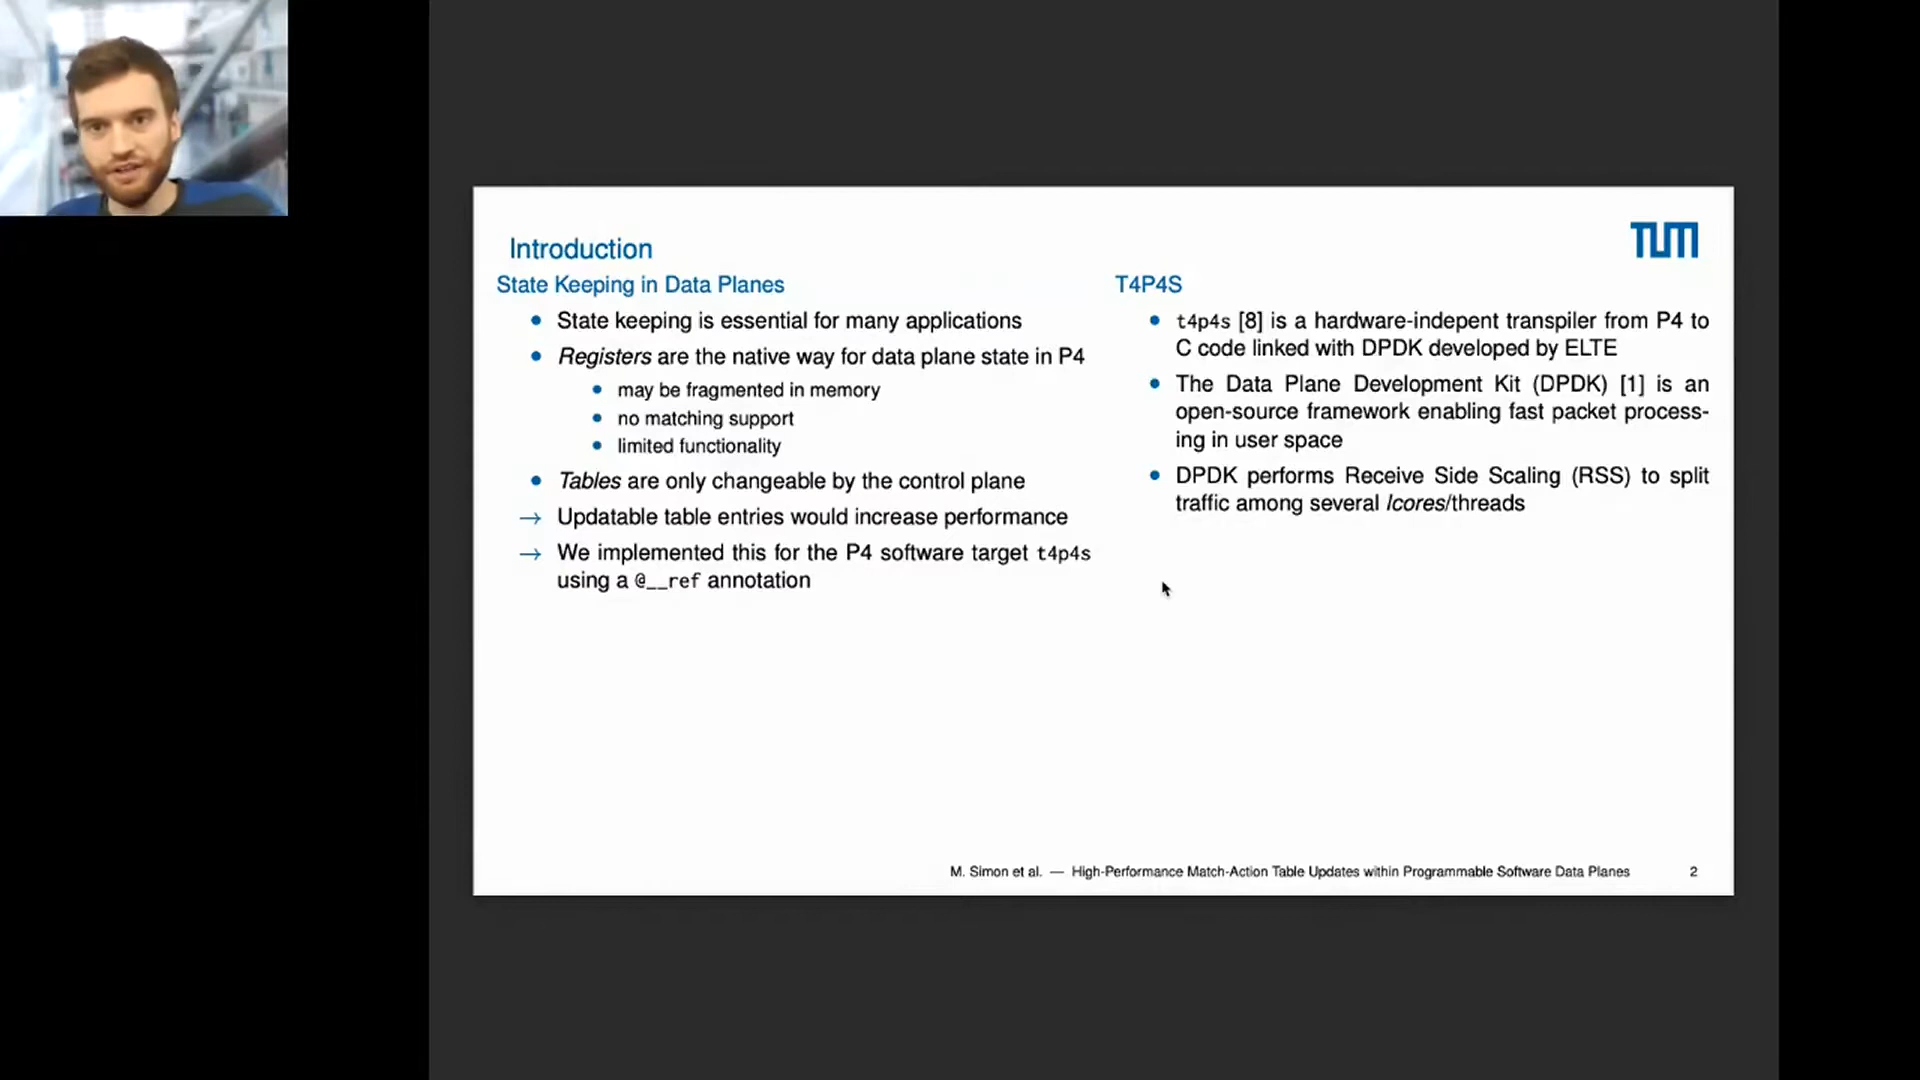 Introduction
TUM
State Keeping in Data Planes
State keeping is essential for many applications
Registers are the native way for data plane state in P4
may be fragmented in memory
no matching support
limited functionality
Tables are only changeable by the control plane
→ Updatable table entries would increase performance
→ We implemented this for the P4 software target t4p4s
using a @__ref annotation
T4P4S
t4p4s [8] is a hardware-indepent transpiler from P4 to
C code linked with DPDK developed by ELTE
The Data Plane Development Kit (DPDK) [1] is an
open-source framework enabling fast packet process-
ing in user space
DPDK performs Receive Side Scaling (RSS) to split
traffic among several lcores/threads
M. Simon et al. — High-Performance Match-Action Table Updates within Programmable Software Data Planes
2